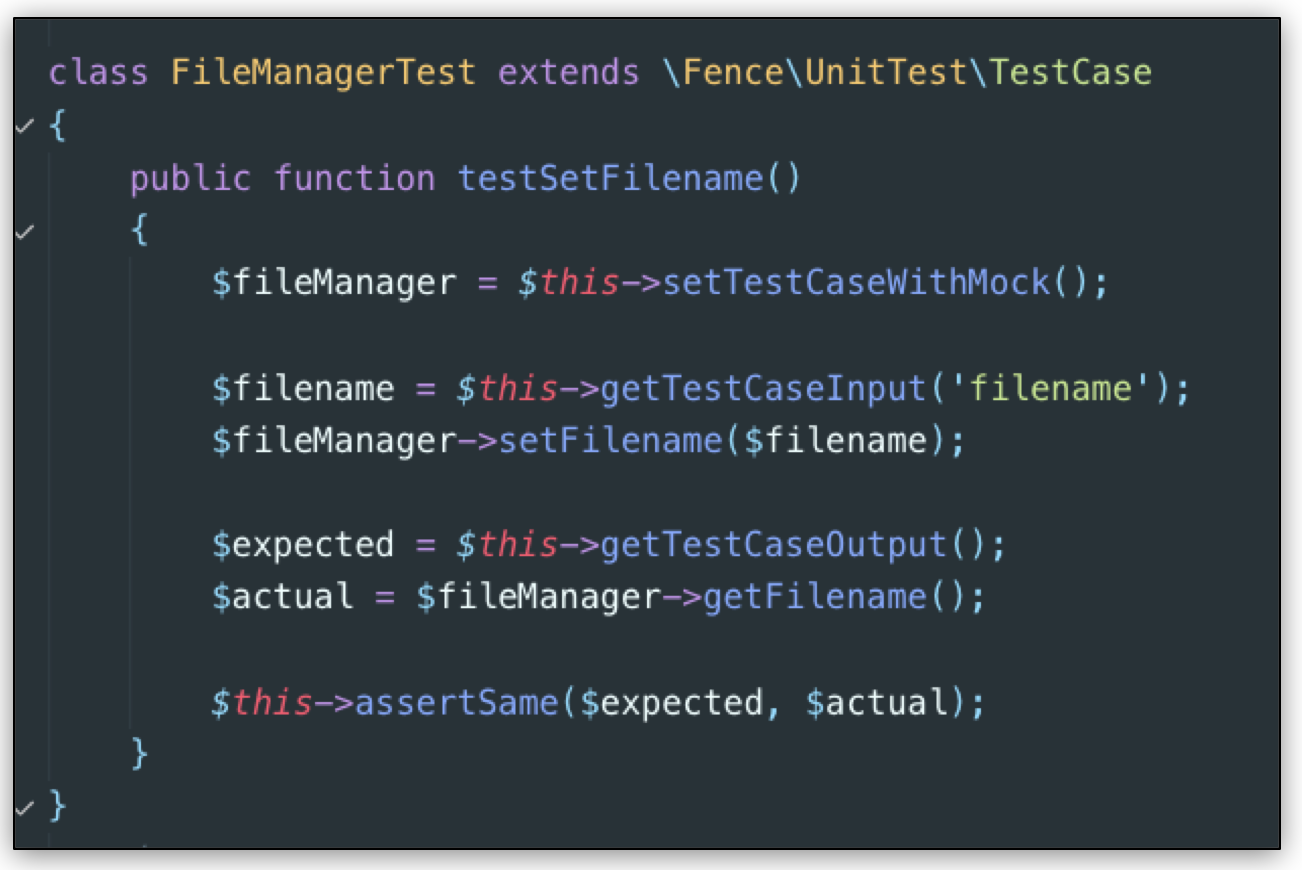 class FileManagerTest extends \Fence\UnitTest\TestCase
{
public function testSetFilename()
{
$fileManager = $this->setTestCaseWithMock();
$filename = $this->getTestCaseInput('filename');
$fileManager->setFilename($filename);
$expected = $this->getTestCaseOutput();
$actual = $fileManager->getFilename();
$this->assertSame($expected, $actual);
}
}